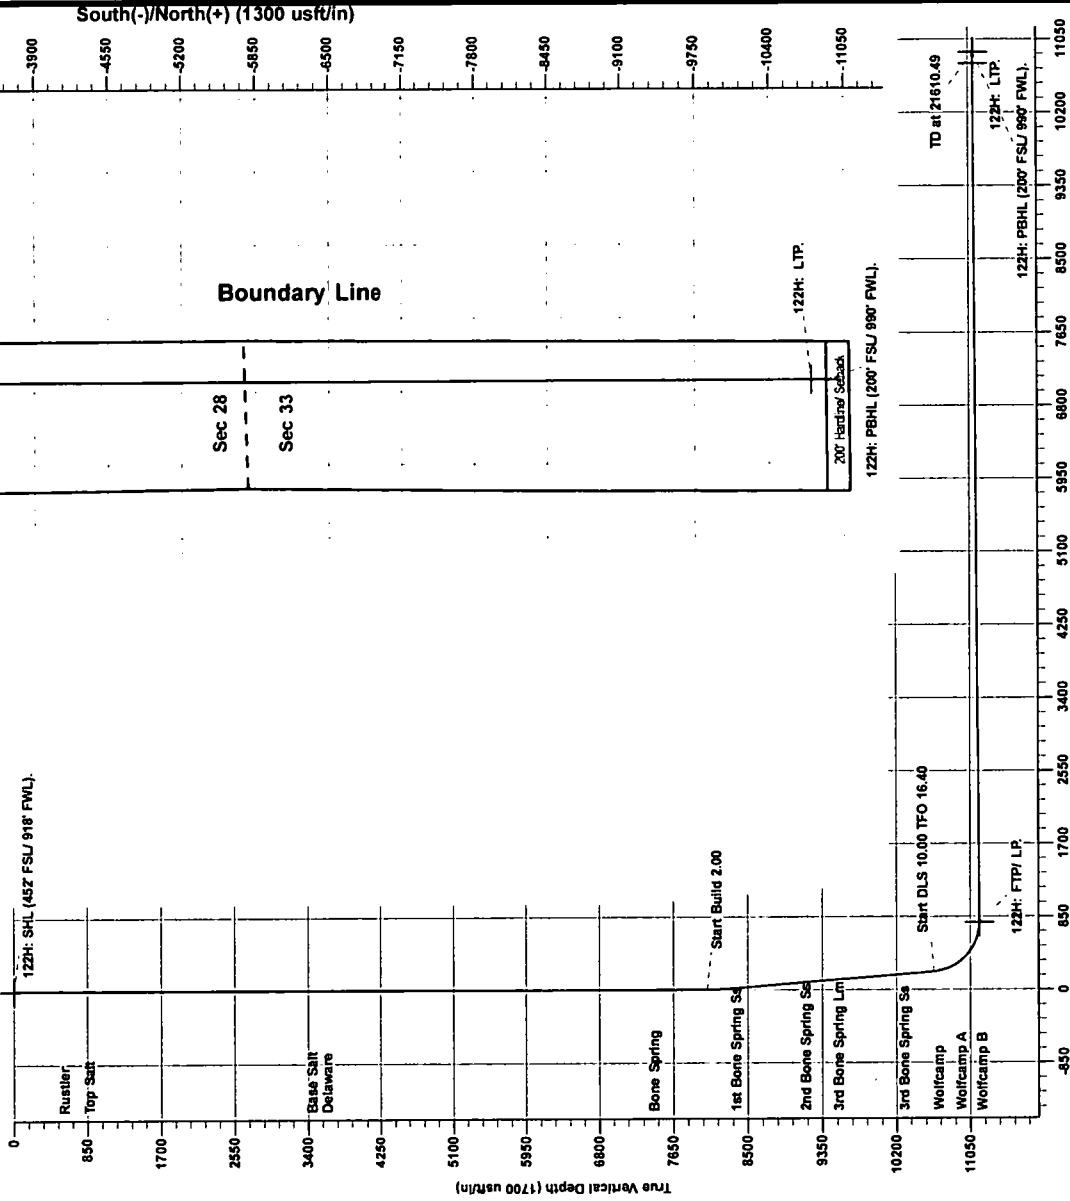 South(-)/North(+) (1300 usft/in)
-3900
-4550
-5200
-5850
-6500
-7150
-7800
-8450
-9100
-9750
-10400
-11050
Boundary Line
Sec 28
Sec 33
122H: LTP.
200' Hardline/ Setback
122H: PBHL (200' FSL/ 990' FWL).
122H: SHL (452' FSL/ 918' FWL).
Rustler
Top Salt
Base Salt
Delaware
Bone Spring
1st Bone Spring Ss
2nd Bone Spring Ss
3rd Bone Spring Lm
3rd Bone Spring Ss
Wolfcamp
Wolfcamp A
Wolfcamp B
Start Build 2.00
Start DLS 10.00 TFO 16.40
122H: FTP/ LP.
TD at 21610.49
122H: LTP.
122H: PBHL (200' FSL/ 990' FWL).
0
850
1700
2550
3400
4250
5100
5950
6800
7650
8500
9350
10200
11050
True Vertical Depth (1700 usft/in)
-850
0
850
1700
2550
3400
4250
5100
5950
6800
7650
8500
9350
10200
11050